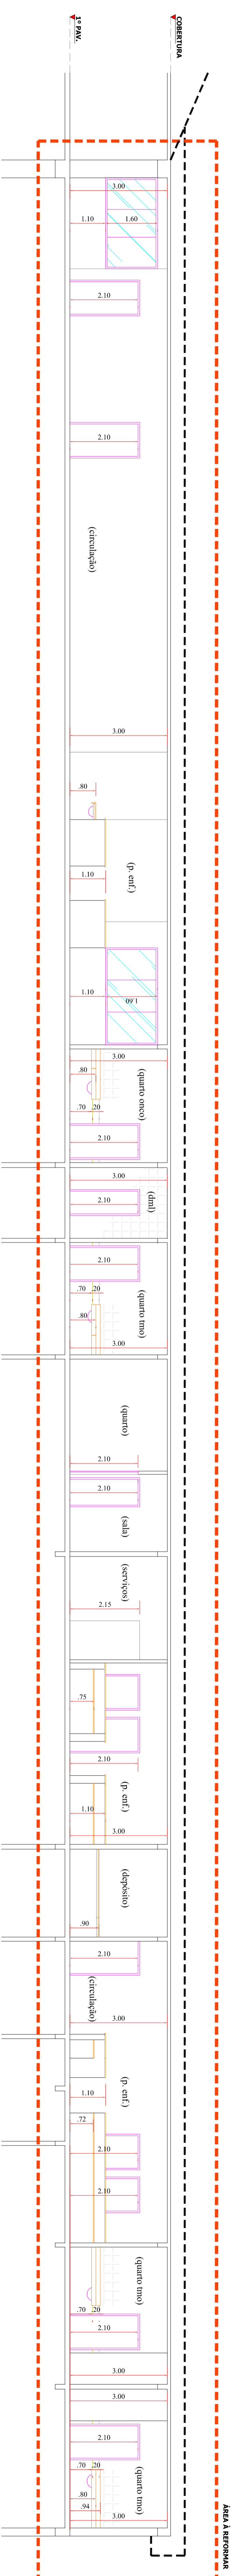 COBERTURA
1º PAV.
ÁREA À REFORMAR
3.00
1.10
1.60
2.10
2.10
(circulação)
3.00
.80
(p. enf.)
1.10
1.10
1.60
3.00
(quarto onco)
.80
.70
.20
2.10
3.00
(dml)
2.10
2.10
.70
.20
(quarto tmo)
.80
3.00
(quarto)
2.10
2.10
(sala)
(serviços)
2.15
.75
2.10
(p. enf.)
1.10
3.00
(depósito)
.90
2.10
(circulação)
3.00
(p. enf.)
1.10
.72
2.10
2.10
(quarto tmo)
.70
.20
2.10
3.00
3.00
2.10
.70
.20
(quarto tmo)
.80
.94
3.00